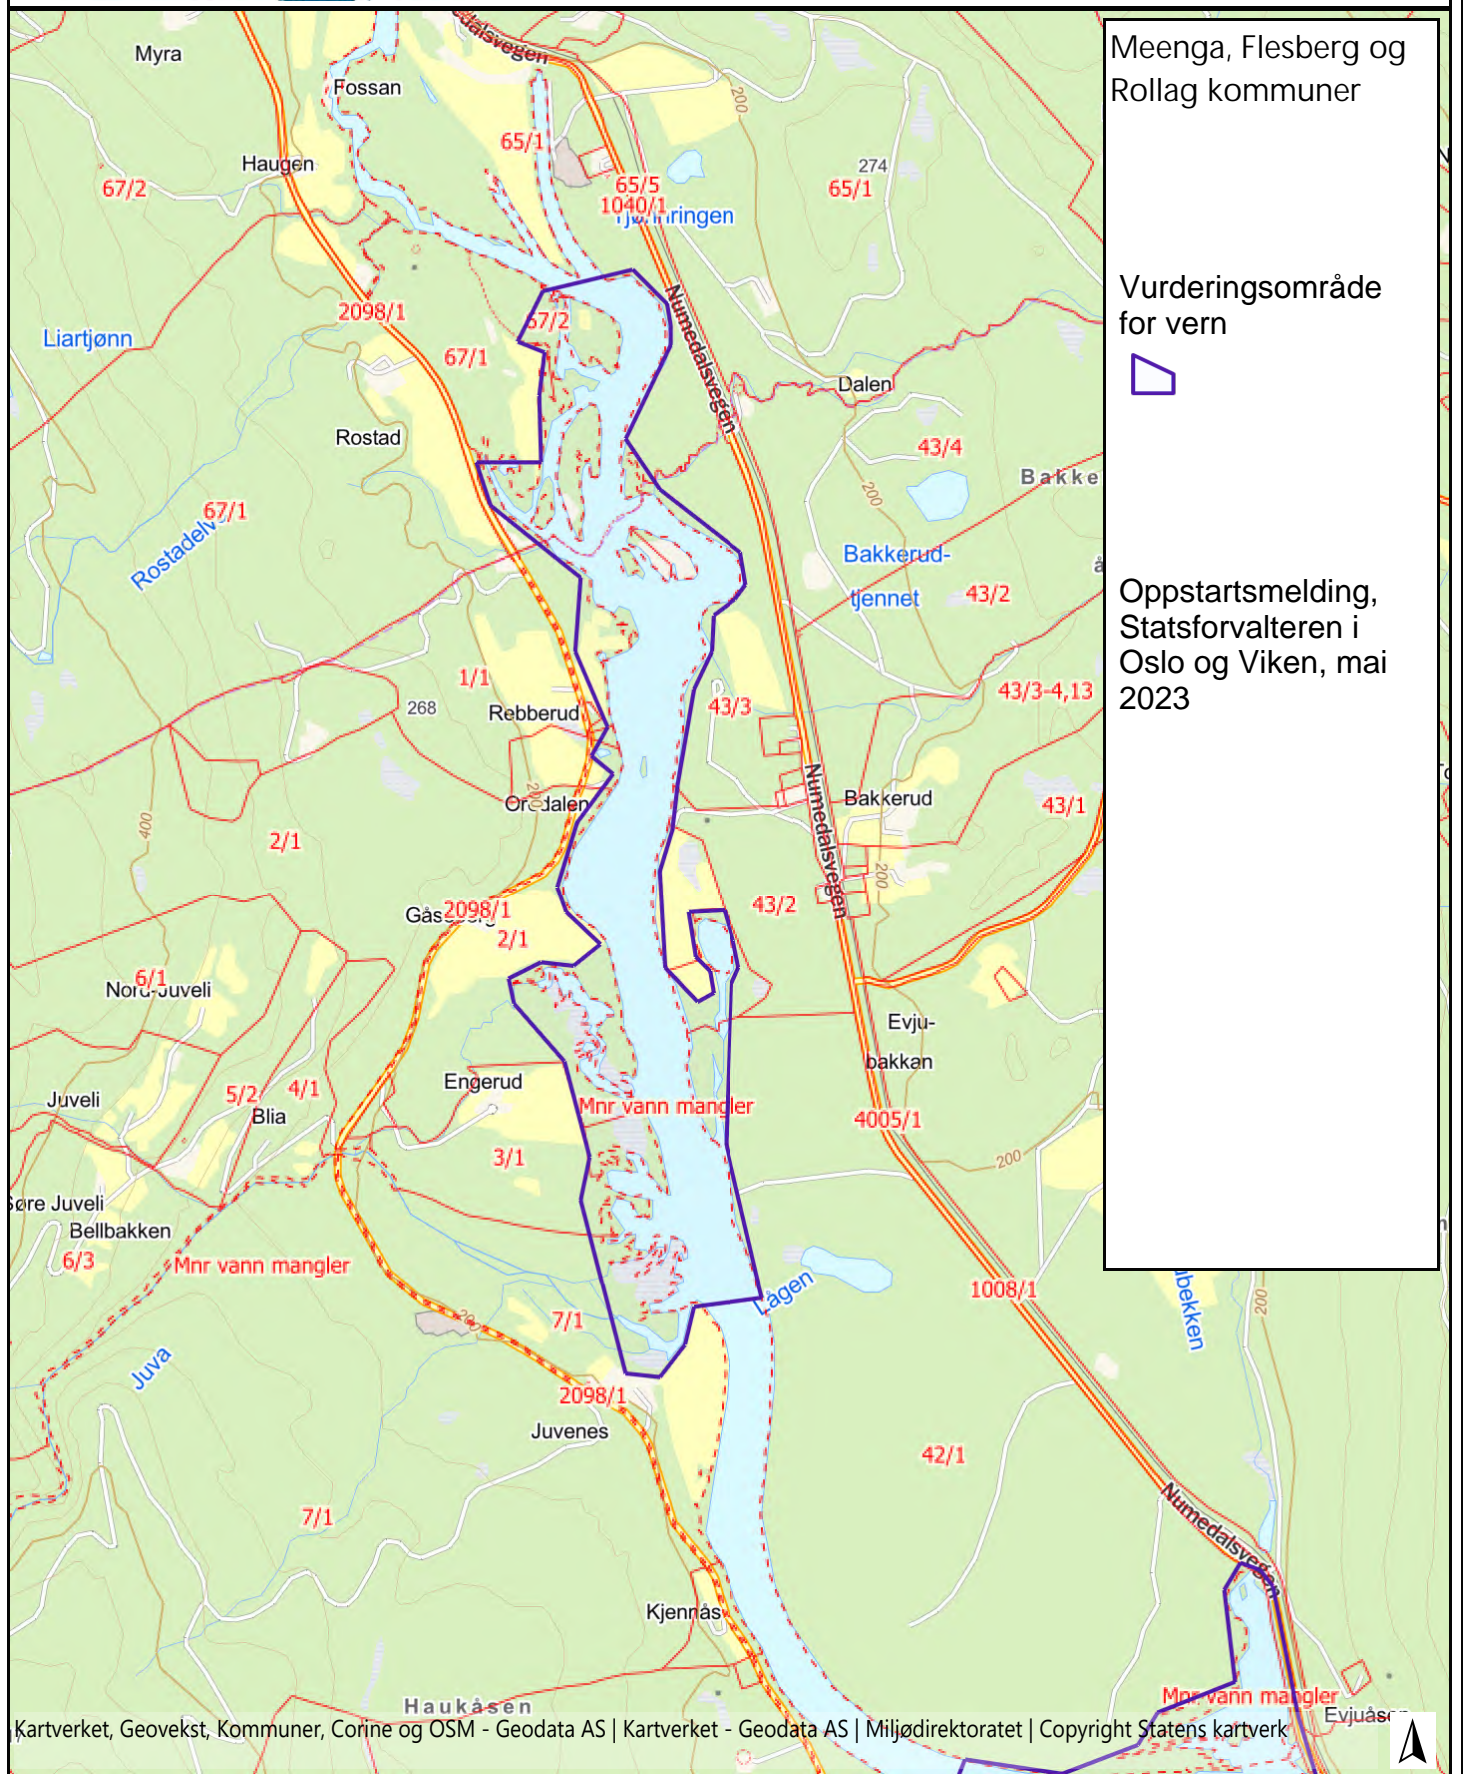 Meenga, Flesberg og
Rollag kommuner
Vurderingsområde
for vern
Oppstartsmelding,
Statsforvalteren i
Oslo og Viken, mai
2023
Myra
Fossan
Haugen
67/2
65/1
65/5
1040/1
274
65/1
2098/1
Liartjønn
67/2
67/1
Numedalsvegen
Dalen
Rostad
43/4
67/1
Bakkerud-
tjennet
43/2
1/1
268
Rebberud
43/3
43/3-4,13
200
400
Numedalsvegen
Bakkerud
43/1
2/1
2098/1
43/2
2/1
6/1
Nord-Juveli
Evju-
bakkan
Juveli
5/2
4/1
Blia
Engerud
Mnr vann mangler
4005/1
3/1
200
Søre Juveli
Bellbakken
6/3
Mnr vann mangler
Lågen
1008/1
7/1
200
Juva
2098/1
Juvenes
42/1
7/1
Numedalsvegen
Kjennås
Haukåsen
Mnr vann mangler
Kartverket, Geovekst, Kommuner, Corine og OSM - Geodata AS | Kartverket - Geodata AS | Miljødirektoratet | Copyright Statens kartverk